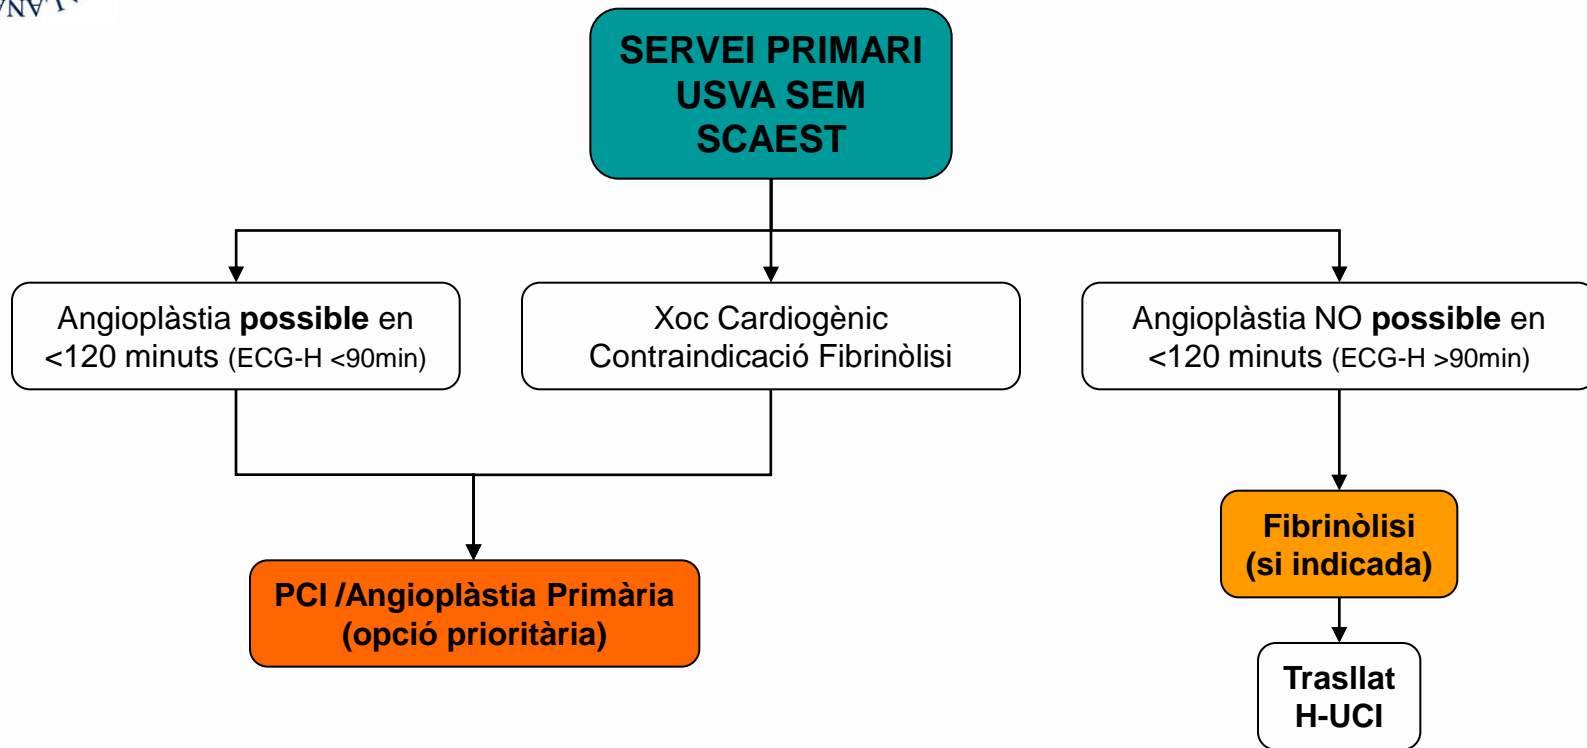 SERVEI PRIMARI
USVA SEM
SCAEST
Angioplàstia possible en
<120 minuts (ECG-H <90min)
Xoc Cardiogènic
Contraindicació Fibrinòlisi
Angioplàstia NO possible en
<120 minuts (ECG-H >90min)
PCI /Angioplàstia Primària
(opció prioritària)
Fibrinòlisi
(si indicada)
Trasllat
H-UCI